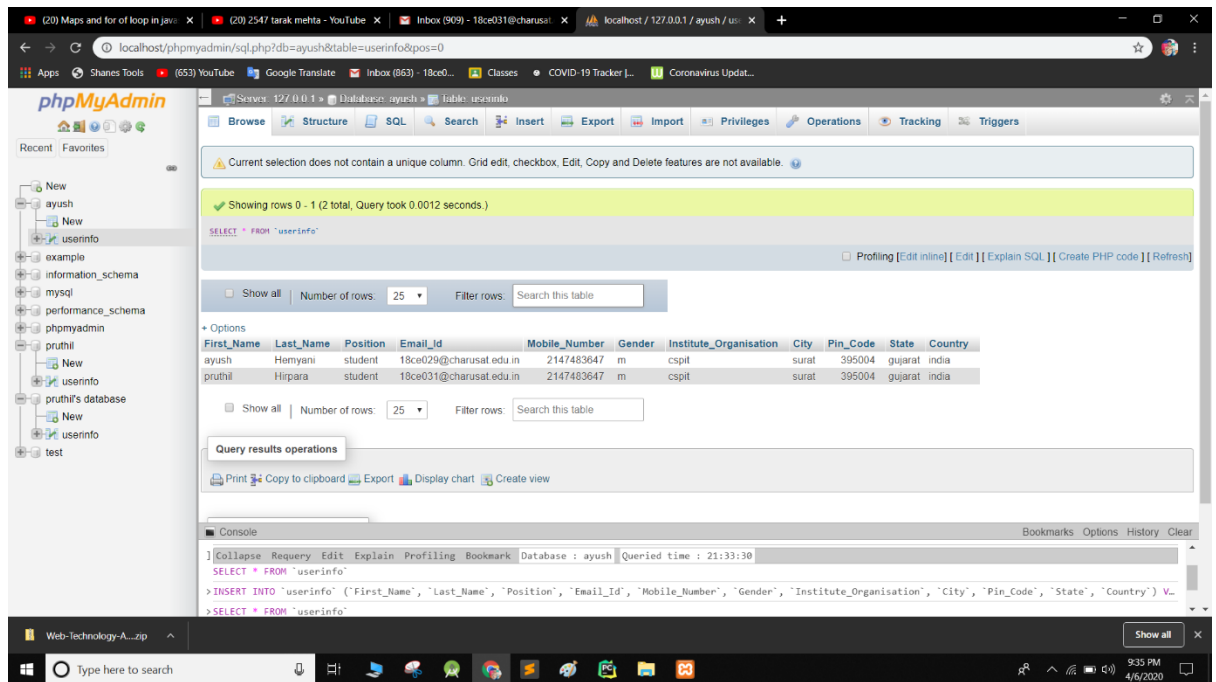 (20) Maps and for of loop in java
(20) 2547 tarak mehta - YouTube
Inbox (909) - 18ce031@charusat.
localhost / 127.0.0.1 / ayush / use
localhost/phpmyadmin/sql.php?db=ayush&table=userinfo&pos=0
Apps Shanes Tools (653) YouTube Google Translate Inbox (863) - 18ce0... Classes COVID-19 Tracker |... Coronavirus Updat...
phpMyAdmin
Recent Favorites
New
ayush
New
userinfo
example
information_schema
mysql
performance_schema
phpmyadmin
pruthil
New
userinfo
pruthil's database
New
userinfo
test
Server: 127.0.0.1 » Database: ayush » Table: userinfo
Browse Structure SQL Search Insert Export Import Privileges Operations Tracking Triggers
Current selection does not contain a unique column. Grid edit, checkbox, Edit, Copy and Delete features are not available.
Showing rows 0 - 1 (2 total, Query took 0.0012 seconds.)
SELECT * FROM `userinfo`
Profiling [Edit inline] [ Edit ] [ Explain SQL ] [ Create PHP code ] [ Refresh]
Show all | Number of rows: 25 Filter rows: Search this table
+ Options
First_Name Last_Name Position Email_Id Mobile_Number Gender Institute_Organisation City Pin_Code State Country
ayush Hemyani student 18ce029@charusat.edu.in 2147483647 m cspit surat 395004 gujarat india
pruthil Hirpara student 18ce031@charusat.edu.in 2147483647 m cspit surat 395004 gujarat india
Show all | Number of rows: 25 Filter rows: Search this table
Query results operations
Print Copy to clipboard Export Display chart Create view
Console Bookmarks Options History Clear
] Collapse Requery Edit Explain Profiling Bookmark Database : ayush Queried time : 21:33:30
SELECT * FROM `userinfo`
>INSERT INTO `userinfo` (`First_Name`, `Last_Name`, `Position`, `Email_Id`, `Mobile_Number`, `Gender`, `Institute_Organisation`, `City`, `Pin_Code`, `State`, `Country`) V…
>SELECT * FROM `userinfo`
Web-Technology-A....zip Show all
Type here to search
9:35 PM
4/6/2020